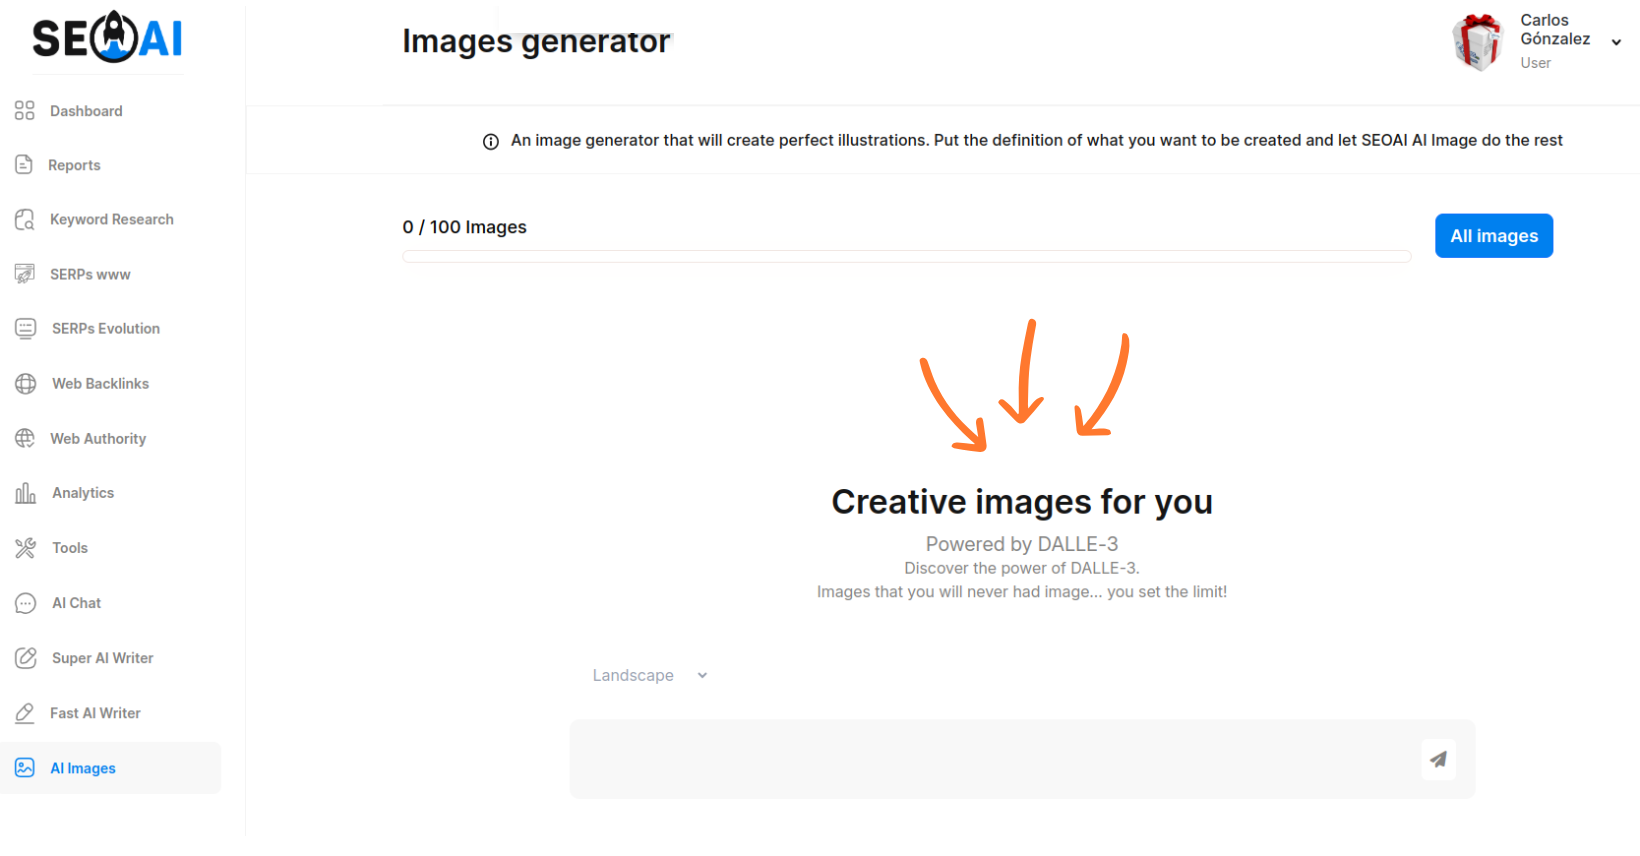 SEOAI
Images generator
Carlos
Gónzalez
User
Dashboard
Reports
Keyword Research
SERPs www
SERPs Evolution
Web Backlinks
Web Authority
Analytics
Tools
AI Chat
Super AI Writer
Fast AI Writer
AI Images
An image generator that will create perfect illustrations. Put the definition of what you want to be created and let SEOAI AI Image do the rest
0 / 100 Images
All images
Creative images for you
Powered by DALLE-3
Discover the power of DALLE-3.
Images that you will never had image... you set the limit!
Landscape